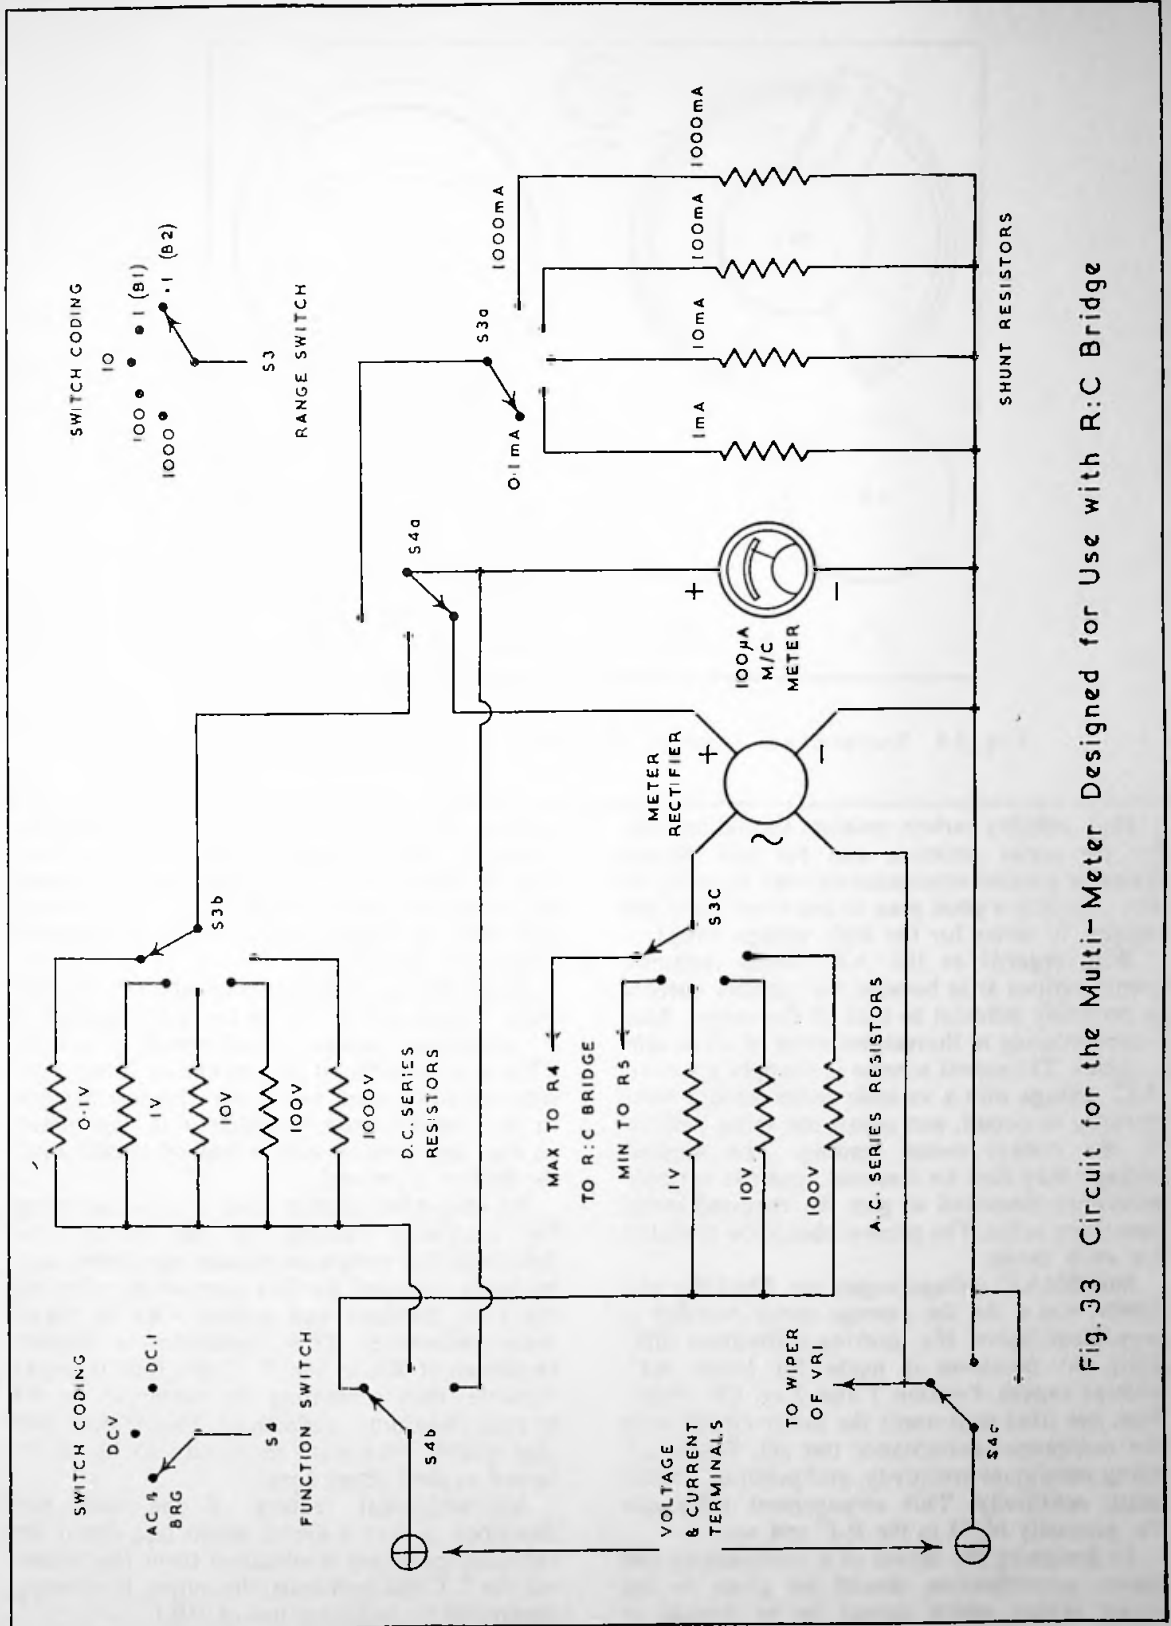 SWITCH CODING
DCV
DC.I
AC &
BRG
S4
FUNCTION SWITCH
S4b
VOLTAGE
& CURRENT
TERMINALS
S4c
TO WIPER
OF VR1
0·1V
1V
10V
100V
1000V
D.C. SERIES
RESISTORS
S3b
MAX TO R4
TO R:C BRIDGE
MIN TO R5
1V
10V
100V
A.C. SERIES RESISTORS
S3C
METER
RECTIFIER
+
−
~
100µA
M/C
METER
+
−
S4a
SWITCH CODING
1000
100
10
1 (B1)
·1 (B2)
S3
RANGE SWITCH
S3a
0·1mA
1000mA
1mA
10mA
100mA
1000mA
SHUNT RESISTORS
Fig. 33 Circuit for the Multi-Meter Designed for Use with R:C Bridge